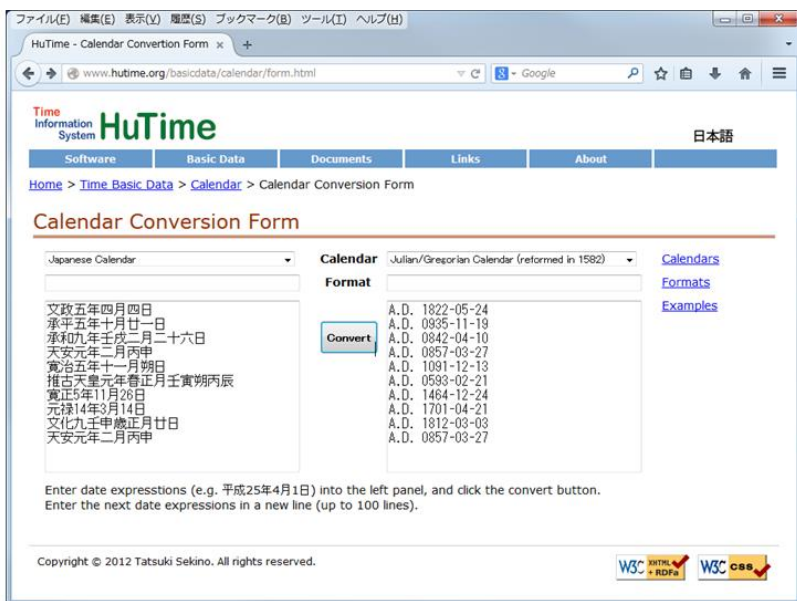 ファイル(F) 編集(E) 表示(V) 履歴(S) ブックマーク(B) ツール(T) ヘルプ(H)
HuTime - Calendar Convertion Form × +
www.hutime.org/basicdata/calendar/form.html
Google
Time
Information
System HuTime
日本語
Software Basic Data Documents Links About
Home > Time Basic Data > Calendar > Calendar Conversion Form
Calendar Conversion Form
Japanese Calendar
Calendar
Julian/Gregorian Calendar (reformed in 1582)
Calendars
Format
Formats
Examples
文政五年四月四日
承平五年十月廿一日
承和九年壬戌二月二十六日
天安元年二月丙申
寛治五年十一月朔日
推古天皇元年春正月壬寅朔丙辰
寛正5年11月26日
元禄14年3月14日
文化九壬申歳正月廿日
天安元年二月丙申
Convert
A.D. 1822-05-24
A.D. 0935-11-19
A.D. 0842-04-10
A.D. 0857-03-27
A.D. 1091-12-13
A.D. 0593-02-21
A.D. 1464-12-24
A.D. 1701-04-21
A.D. 1812-03-03
A.D. 0857-03-27
Enter date expresstions (e.g. 平成25年4月1日) into the left panel, and click the convert button.
Enter the next date expressions in a new line (up to 100 lines).
Copyright © 2012 Tatsuki Sekino. All rights reserved.
W3C XHTML + RDFa
W3C css